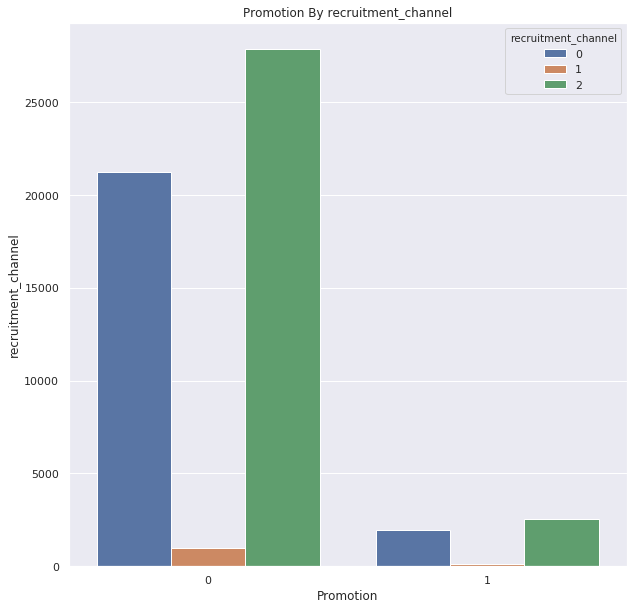 Promotion By recruitment_channel
recruitment_channel
0
1
2
25000
20000
15000
10000
5000
0
recruitment_channel
0
1
Promotion